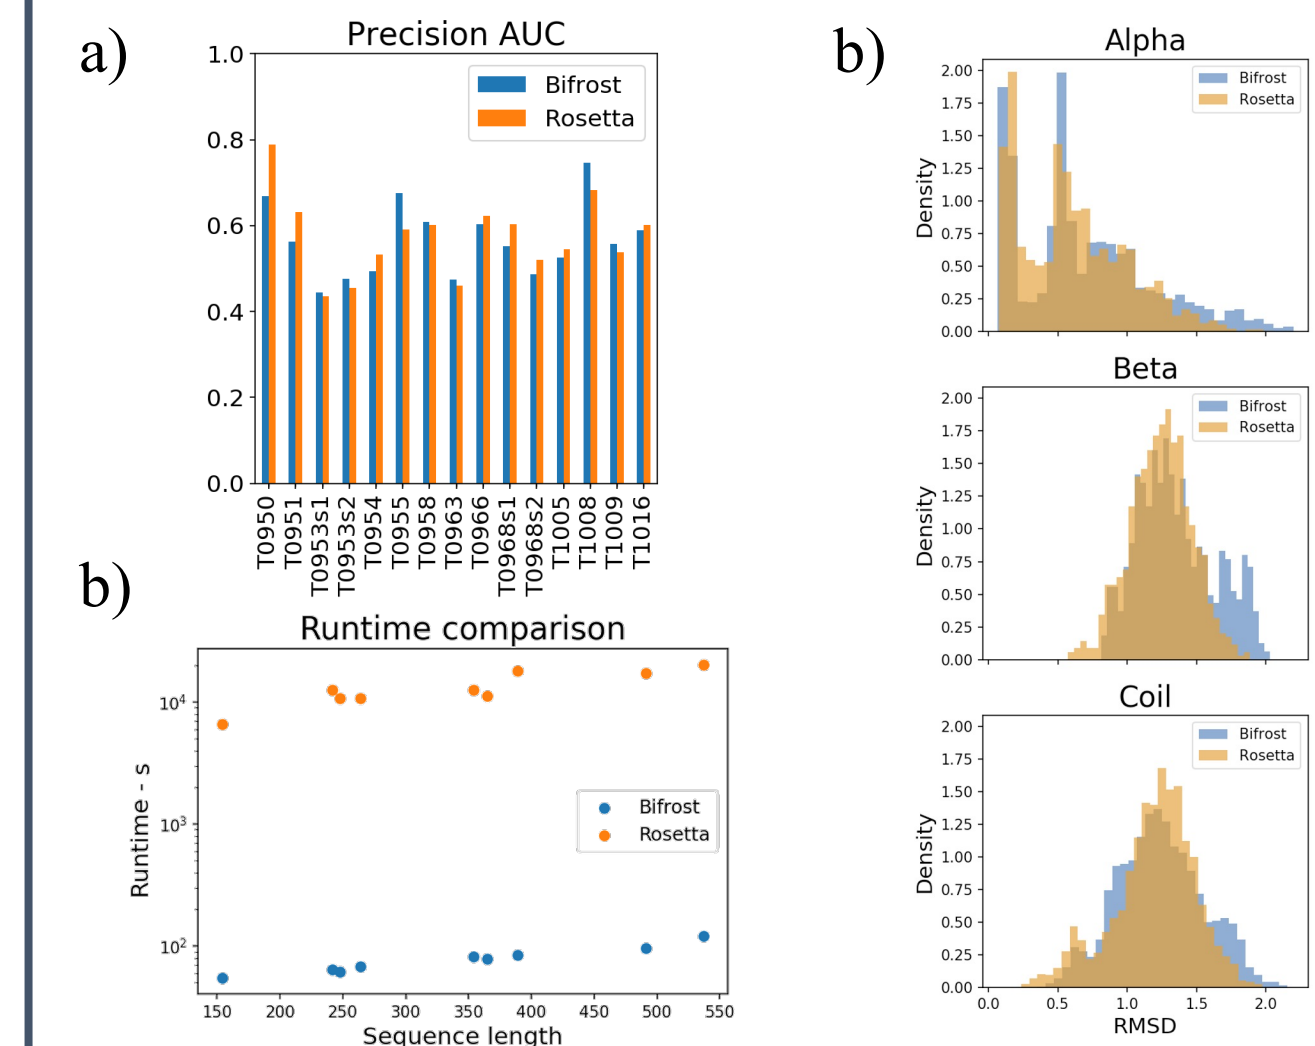 a)
Precision AUC
1.0
0.8
0.6
0.4
0.2
0.0
Bifrost
Rosetta
T0950
T0951
T0953s1
T0953s2
T0954
T0955
T0958
T0963
T0966
T0968s1
T0968s2
T1005
T1008
T1009
T1016
b)
Runtime comparison
Runtime - s
10⁴
10³
10²
Bifrost
Rosetta
150 200 250 300 350 400 450 500 550
Sequence length
b)
Alpha
Density
2.00
1.75
1.50
1.25
1.00
0.75
0.50
0.25
0.00
Bifrost
Rosetta
Beta
Density
2.00
1.75
1.50
1.25
1.00
0.75
0.50
0.25
0.00
Bifrost
Rosetta
Coil
Density
2.00
1.75
1.50
1.25
1.00
0.75
0.50
0.25
0.00
Bifrost
Rosetta
0.0 0.5 1.0 1.5 2.0
RMSD